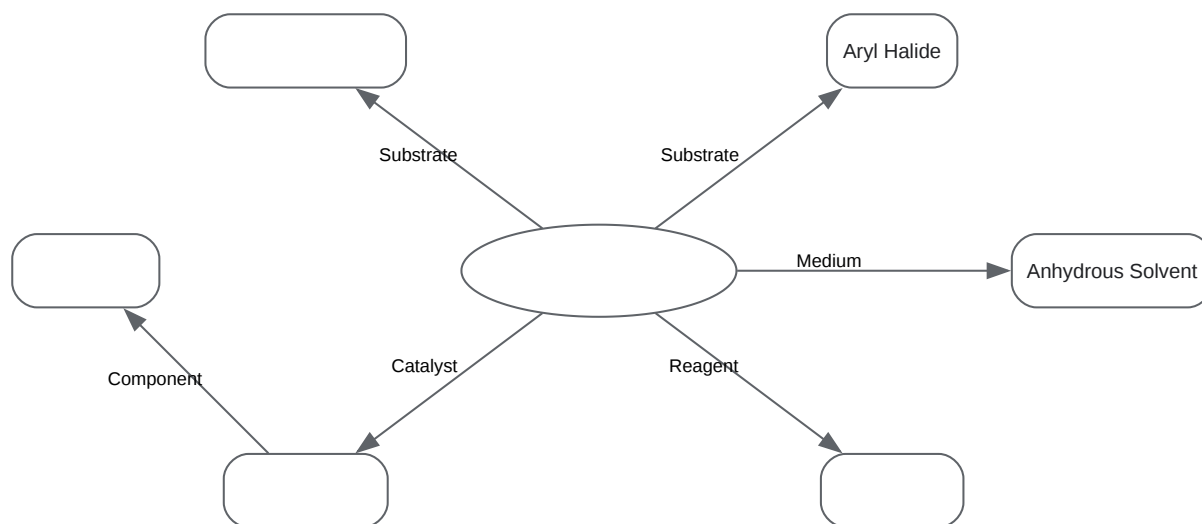 Aryl Halide
Substrate
Substrate
Medium
Anhydrous Solvent
Catalyst
Reagent
Component